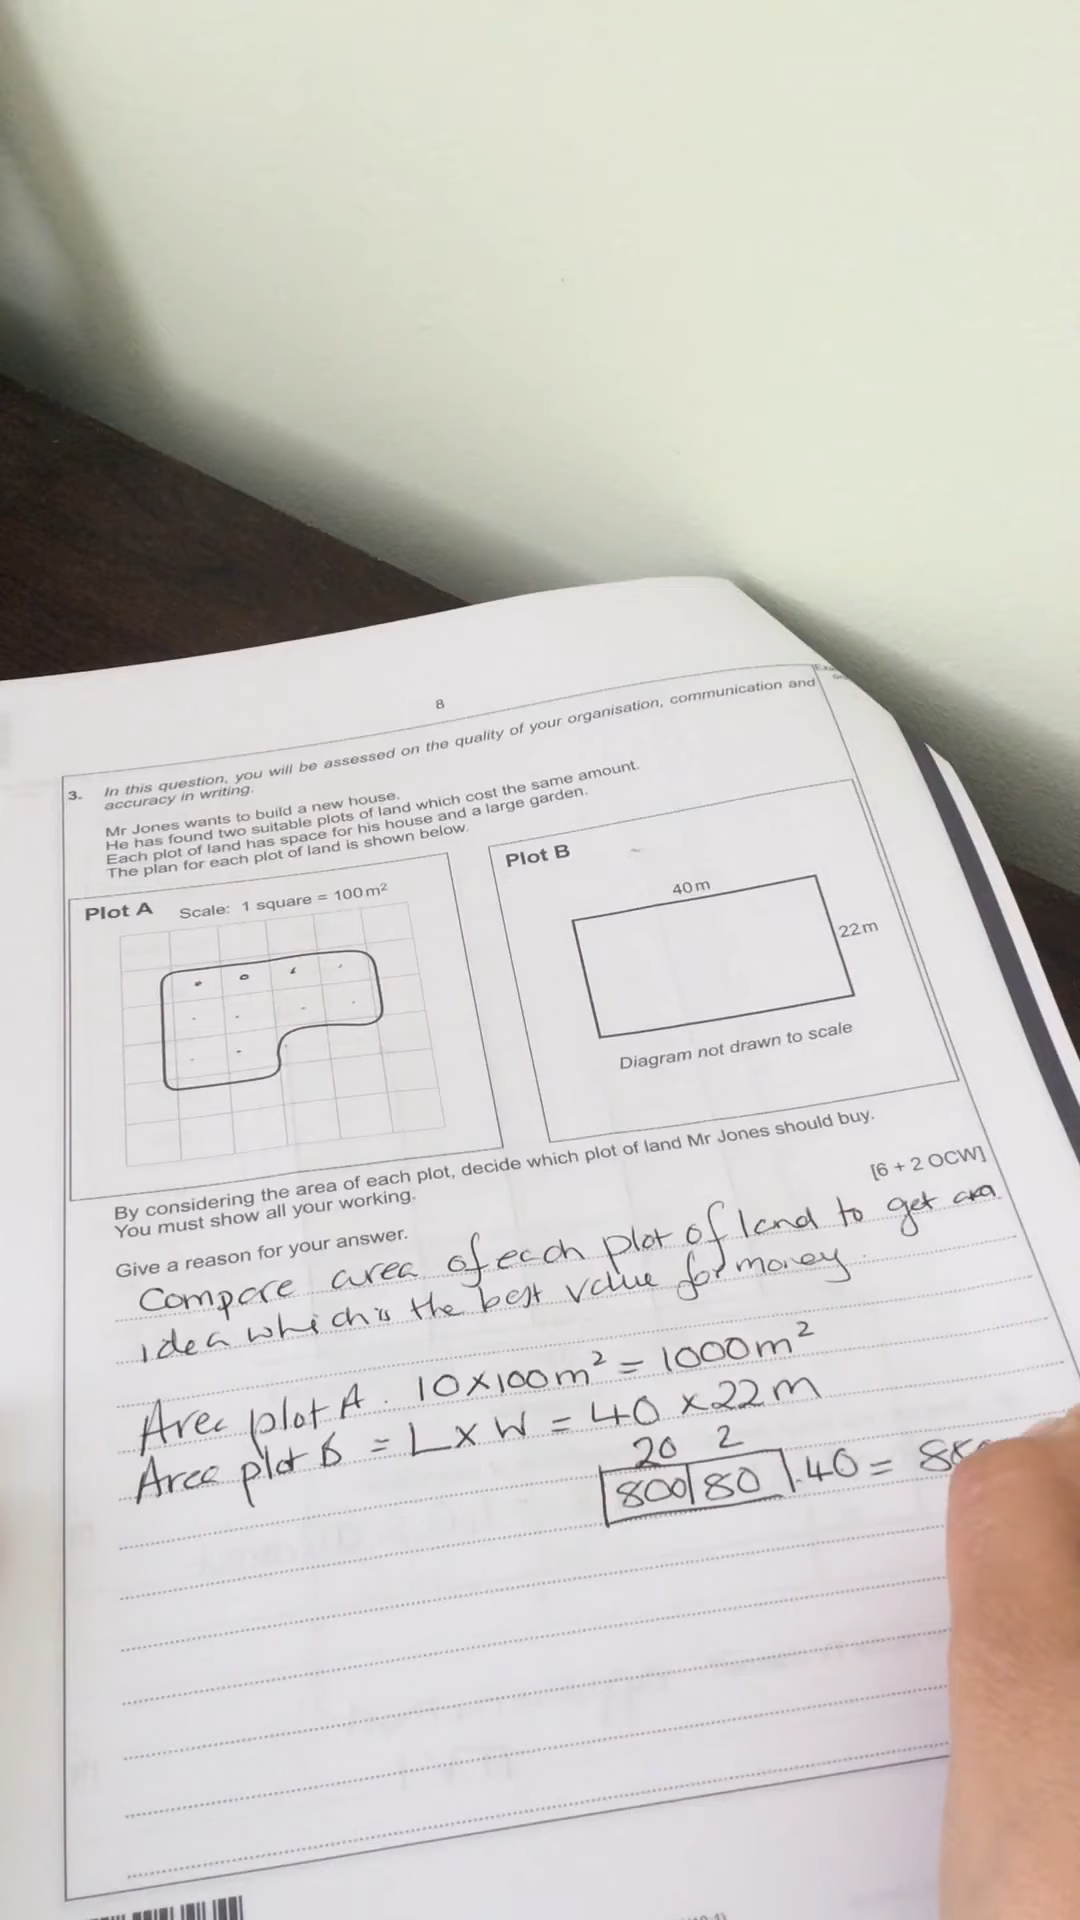 8
3. In this question, you will be assessed on the quality of your organisation, communication and
accuracy in writing.
Mr Jones wants to build a new house.
He has found two suitable plots of land which cost the same amount.
Each plot of land has space for his house and a large garden.
The plan for each plot of land is shown below.
Plot A Scale: 1 square = 100 m²
Plot B
40 m
22 m
Diagram not drawn to scale
By considering the area of each plot, decide which plot of land Mr Jones should buy.
You must show all your working.
[6 + 2 OCW]
Give a reason for your answer.
Compare area of each plot of land to get an
idea which is the best value for money.
Area plot A. 10 x 100m² = 1000m²
Area plot B = L x W = 40 x 22m
20 2
800 80 .40 =